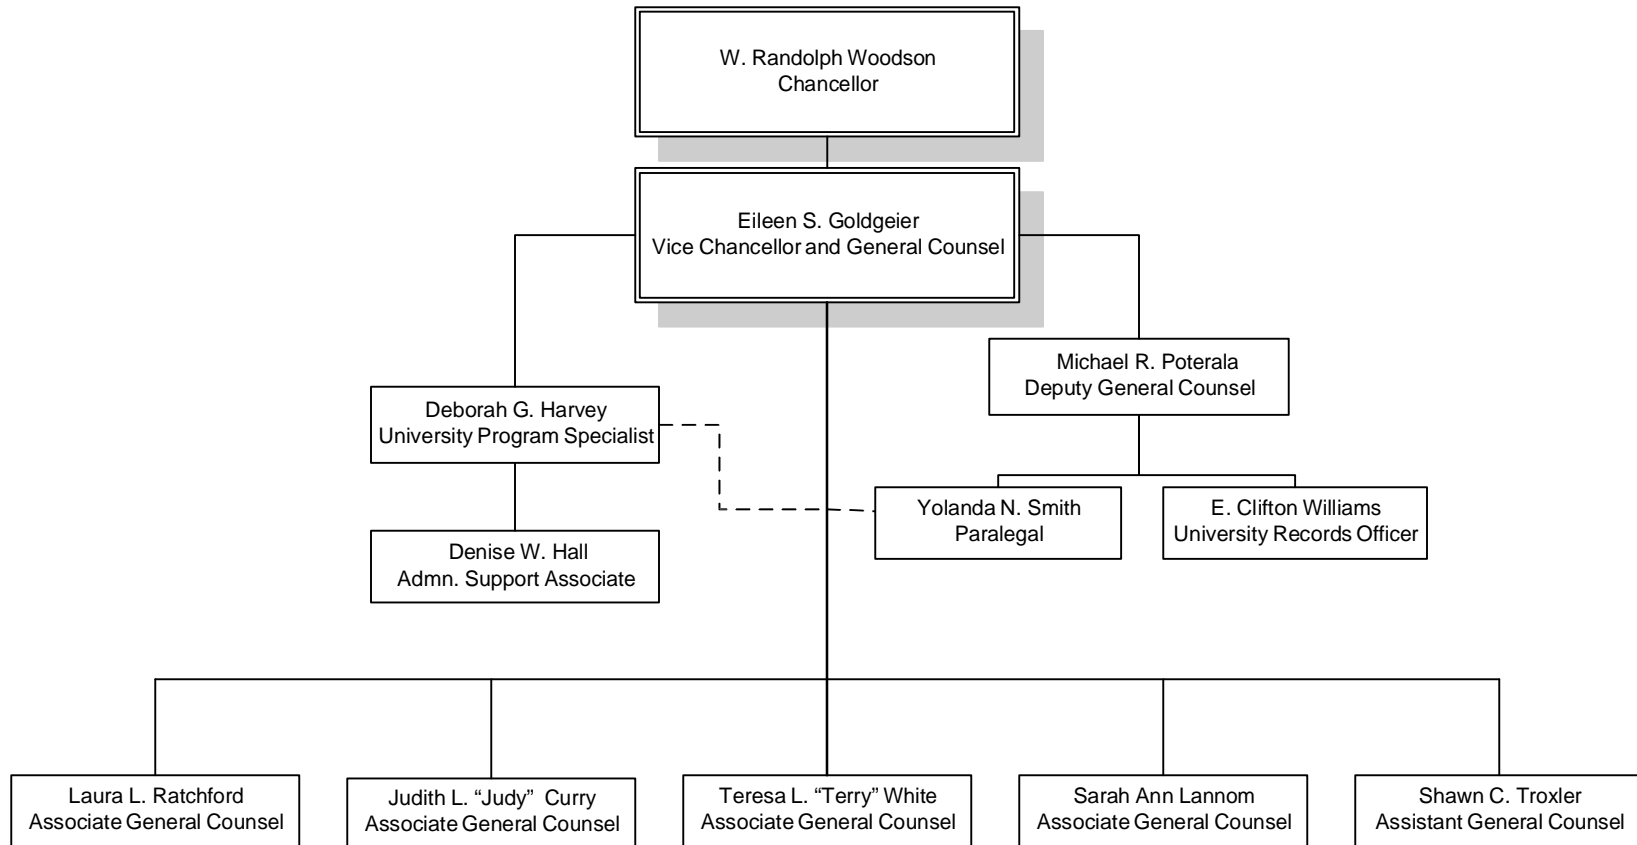 W. Randolph Woodson
Chancellor
Eileen S. Goldgeier
Vice Chancellor and General Counsel
Michael R. Poterala
Deputy General Counsel
Deborah G. Harvey
University Program Specialist
Yolanda N. Smith
Paralegal
E. Clifton Williams
University Records Officer
Denise W. Hall
Admn. Support Associate
Laura L. Ratchford
Associate General Counsel
Judith L. “Judy” Curry
Associate General Counsel
Teresa L. “Terry” White
Associate General Counsel
Sarah Ann Lannom
Associate General Counsel
Shawn C. Troxler
Assistant General Counsel